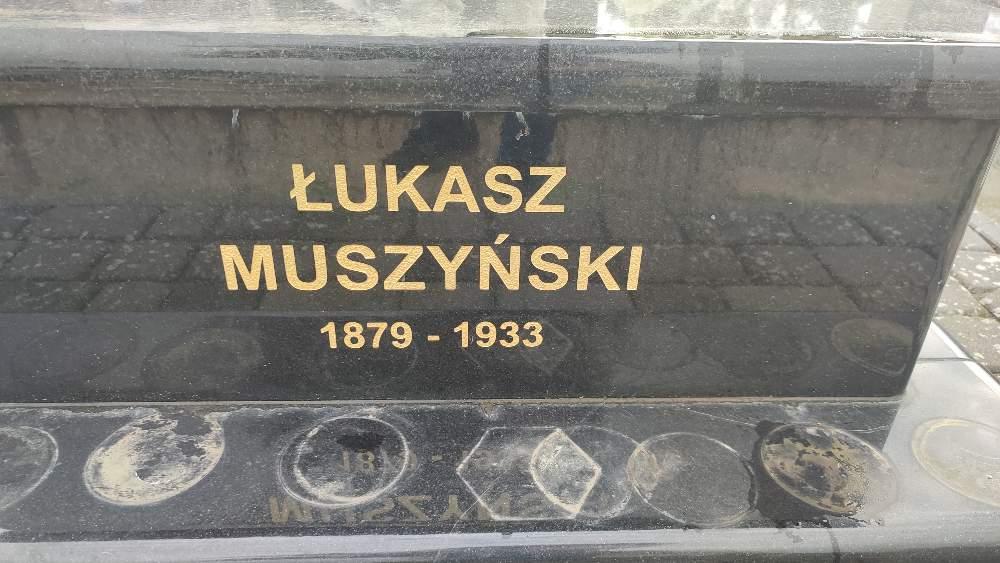 ŁUKASZ
MUSZYŃSKI
1879 - 1933